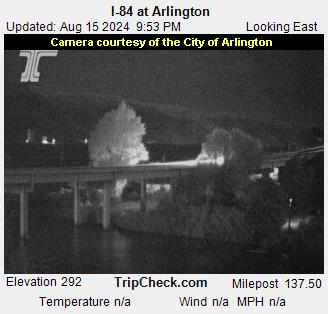 I-84 at Arlington
Updated: Aug 15 2024 9:53 PM Looking East
Camera courtesy of the City of Arlington
Elevation 292 TripCheck.com Milepost 137.50
Temperature n/a Wind n/a MPH n/a